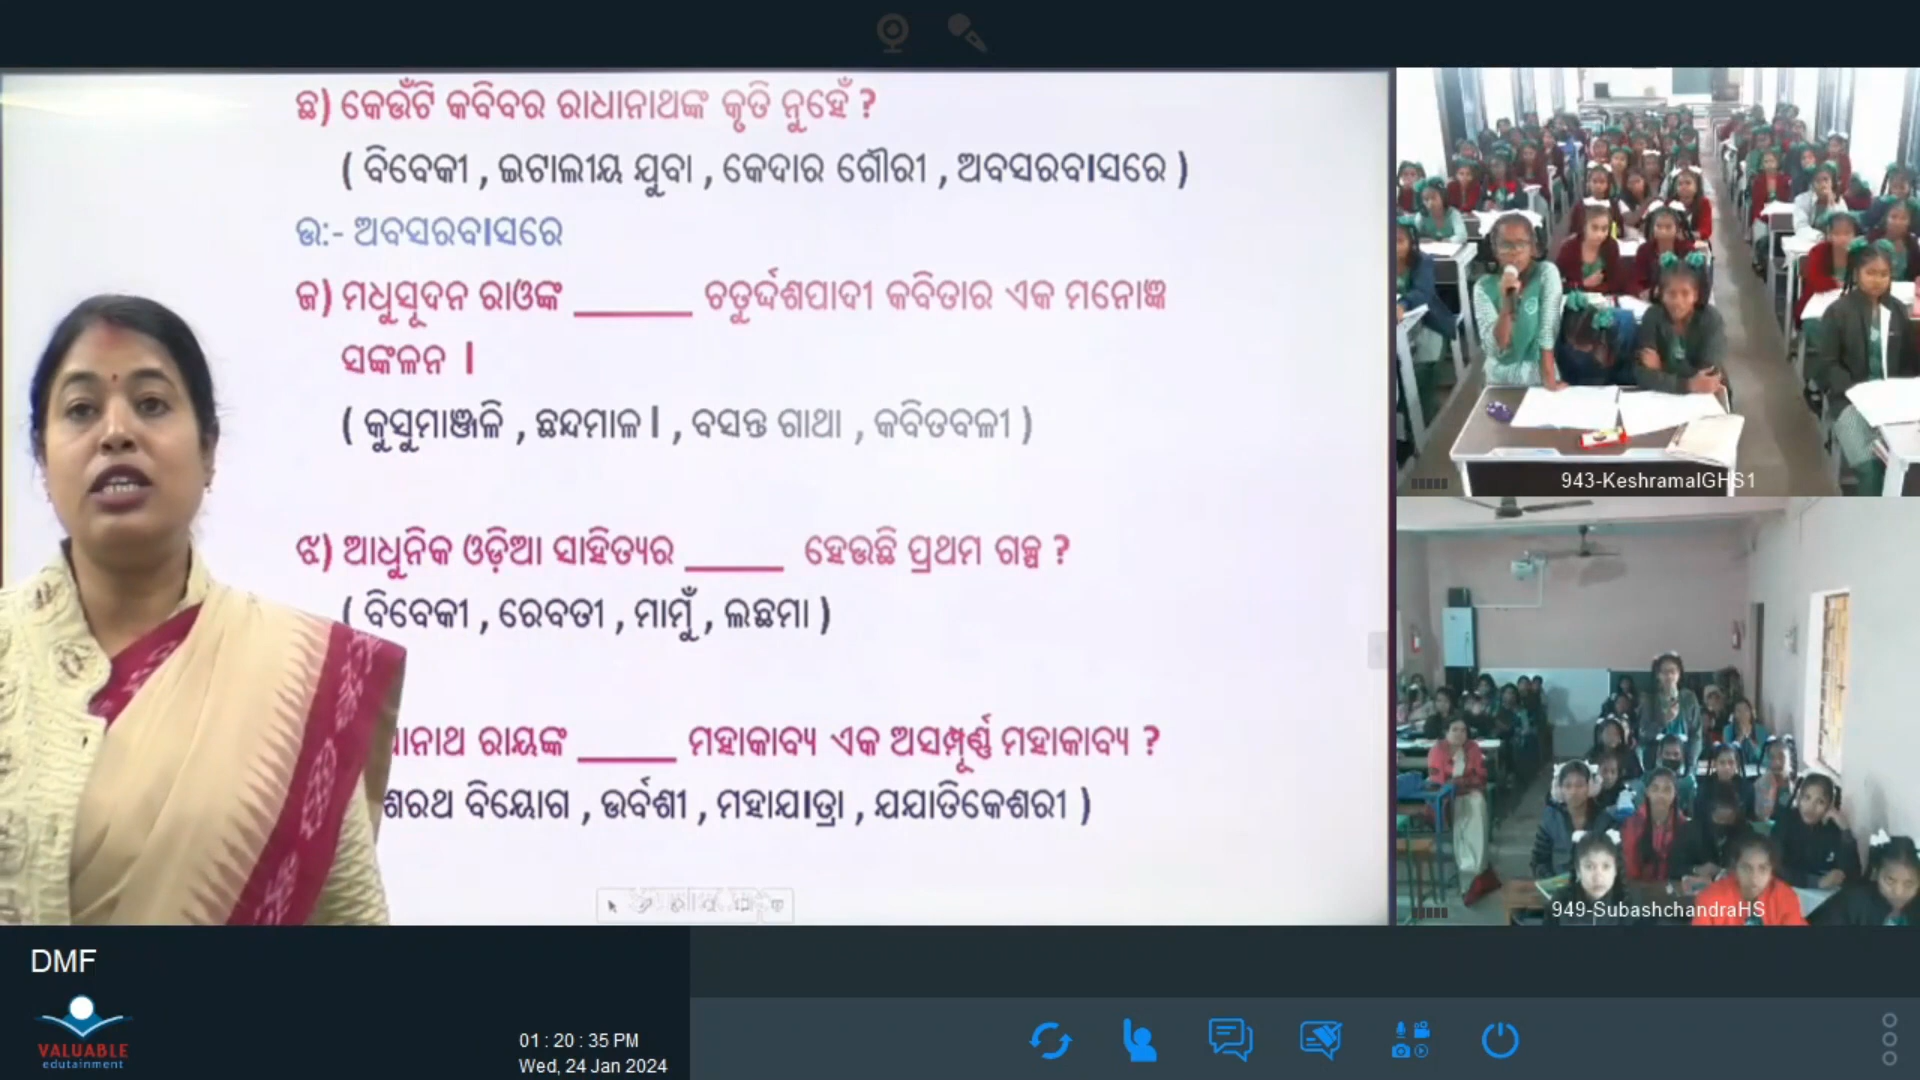 ଛ) କେଉଁଟି କବିବର ରାଧାନାଥଙ୍କ କୃତି ନୁହେଁ ?
( ବିବେକୀ , ଇଟାଲୀୟ ଯୁବା , କେଦାର ଗୌରୀ , ଅବସରବାସରେ )
ଉ:- ଅବସରବାସରେ
ଜ) ମଧୁସୂଦନ ରାଓଙ୍କ ______ ଚତୁର୍ଦ୍ଦଶପାଦୀ କବିତାର ଏକ ମନୋଜ୍ଞ
ସଙ୍କଳନ ।
( କୁସୁମାଞ୍ଜଳି , ଛନ୍ଦମାଳା , ବସନ୍ତ ଗାଥା , କବିତବଳୀ )
ଝ) ଆଧୁନିକ ଓଡ଼ିଆ ସାହିତ୍ୟର _____ ହେଉଛି ପ୍ରଥମ ଗଳ୍ପ ?
( ବିବେକୀ , ରେବତୀ , ମାମୁଁ , ଲଛମା )
ଧାନାଥ ରାୟଙ୍କ _____ ମହାକାବ୍ୟ ଏକ ଅସମ୍ପୂର୍ଣ୍ଣ ମହାକାବ୍ୟ ?
ଶରଥ ବିୟୋଗ , ଉର୍ବଶୀ , ମହାଯାତ୍ରା , ଯଯାତିକେଶରୀ )
943-KeshramalGHS1
949-SubashchandraHS
DMF
VALUABLE
edutainment
01 : 20 : 35 PM
Wed, 24 Jan 2024